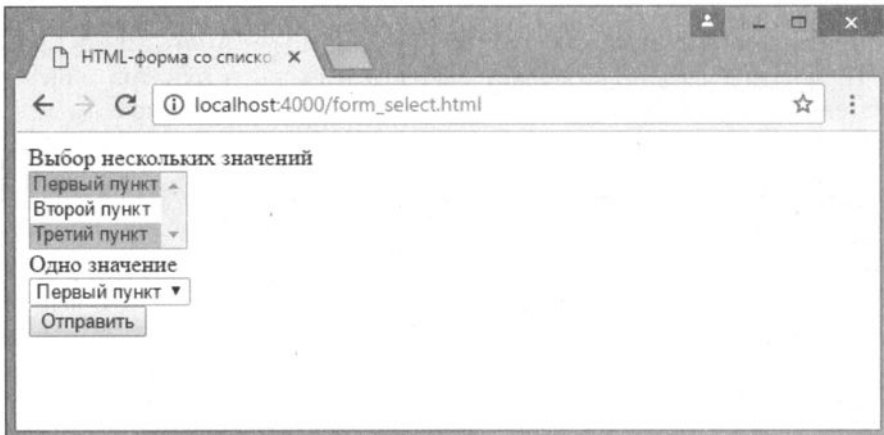 HTML-форма со списко
localhost:4000/form_select.html
Выбор нескольких значений
Первый пункт
Второй пункт
Третий пункт
Одно значение
Первый пункт
Отправить